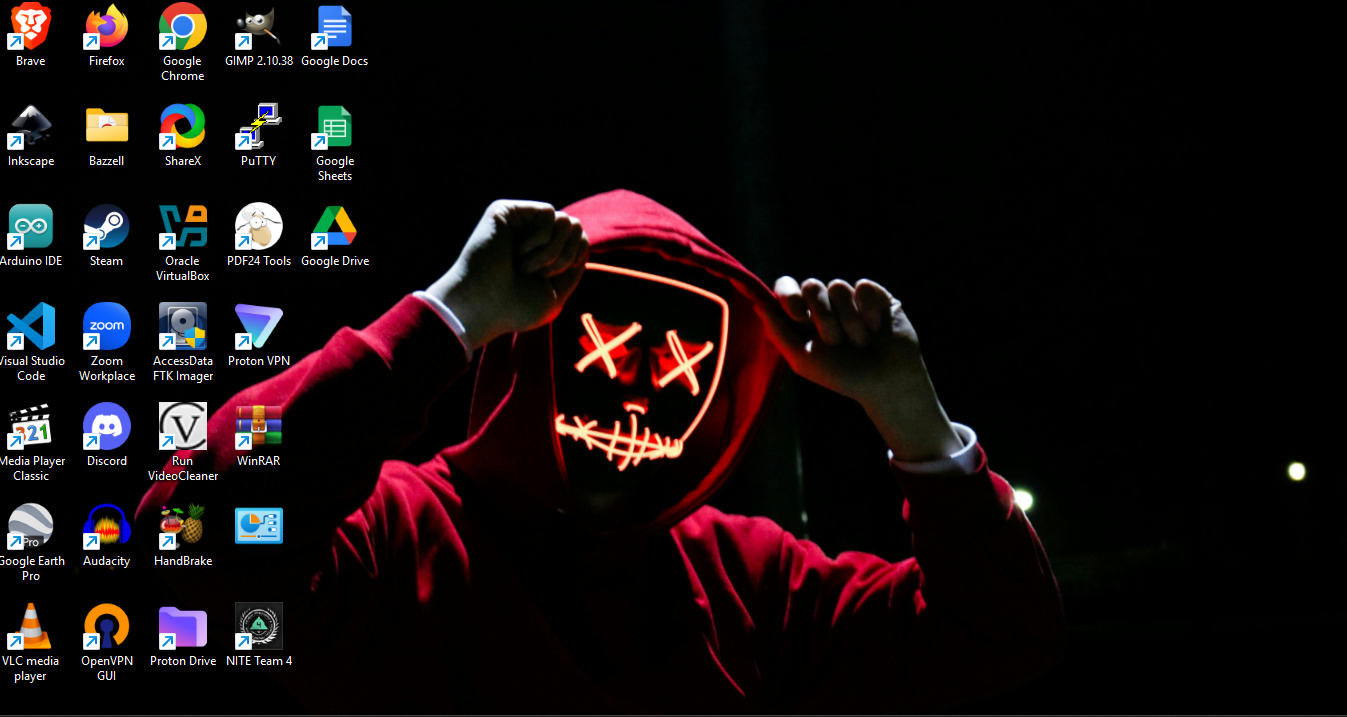 Brave
Firefox
Google
Chrome
GIMP 2.10.38
Google Docs
Inkscape
Bazzell
ShareX
PuTTY
Google
Sheets
Arduino IDE
Steam
Oracle
VirtualBox
PDF24 Tools
Google Drive
zoom
Visual Studio
Code
Zoom
Workplace
AccessData
FTK Imager
Proton VPN
321
V
Media Player
Classic
Discord
Run
VideoCleaner
WinRAR
Pro
Google Earth
Pro
Audacity
HandBrake
4
VLC media
player
OpenVPN
GUI
Proton Drive
NITE Team 4